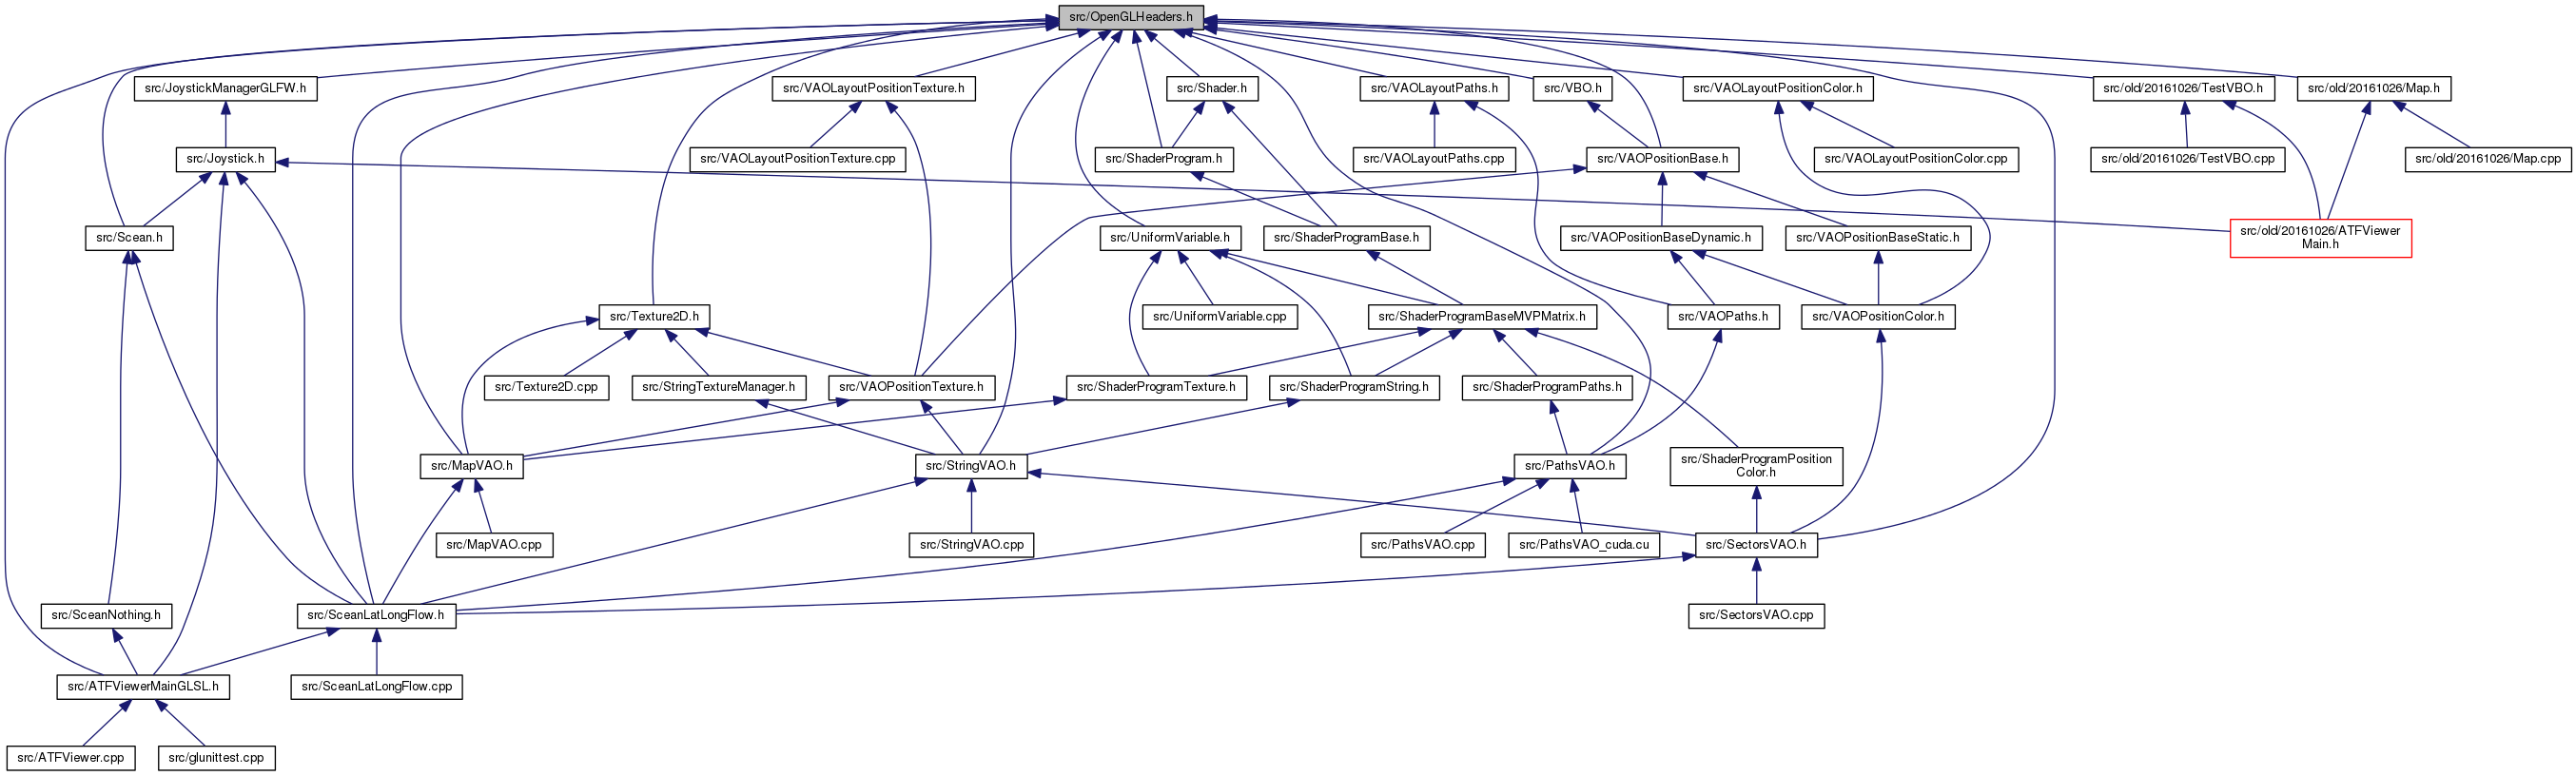 src/OpenGLHeaders.h
src/JoystickManagerGLFW.h
src/VAOLayoutPositionTexture.h
src/Shader.h
src/VAOLayoutPaths.h
src/VBO.h
src/VAOLayoutPositionColor.h
src/old/20161026/TestVBO.h
src/old/20161026/Map.h
src/Joystick.h
src/VAOLayoutPositionTexture.cpp
src/ShaderProgram.h
src/VAOLayoutPaths.cpp
src/VAOPositionBase.h
src/VAOLayoutPositionColor.cpp
src/old/20161026/TestVBO.cpp
src/old/20161026/Map.cpp
src/Scean.h
src/UniformVariable.h
src/ShaderProgramBase.h
src/VAOPositionBaseDynamic.h
src/VAOPositionBaseStatic.h
src/old/20161026/ATFViewer
Main.h
src/Texture2D.h
src/UniformVariable.cpp
src/ShaderProgramBaseMVPMatrix.h
src/VAOPaths.h
src/VAOPositionColor.h
src/Texture2D.cpp
src/StringTextureManager.h
src/VAOPositionTexture.h
src/ShaderProgramTexture.h
src/ShaderProgramString.h
src/ShaderProgramPaths.h
src/MapVAO.h
src/StringVAO.h
src/PathsVAO.h
src/ShaderProgramPosition
Color.h
src/MapVAO.cpp
src/StringVAO.cpp
src/PathsVAO.cpp
src/PathsVAO_cuda.cu
src/SectorsVAO.h
src/SceanNothing.h
src/SceanLatLongFlow.h
src/SectorsVAO.cpp
src/ATFViewerMainGLSL.h
src/SceanLatLongFlow.cpp
src/ATFViewer.cpp
src/glunittest.cpp